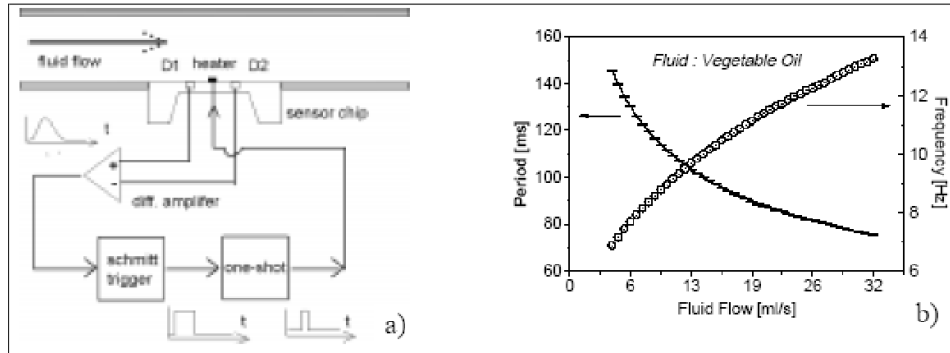 fluid flow
D1 heater D2
sensor chip
t
+
-
diff. amplifer
schmitt
trigger
one-shot
t
t
a)
160
140
120
100
80
60
Period [ms]
Fluid : Vegetable Oil
14
13
12
10
9
8
6
Frequency [Hz]
0 6 13 19 26 32
Fluid Flow [ml/s]
b)